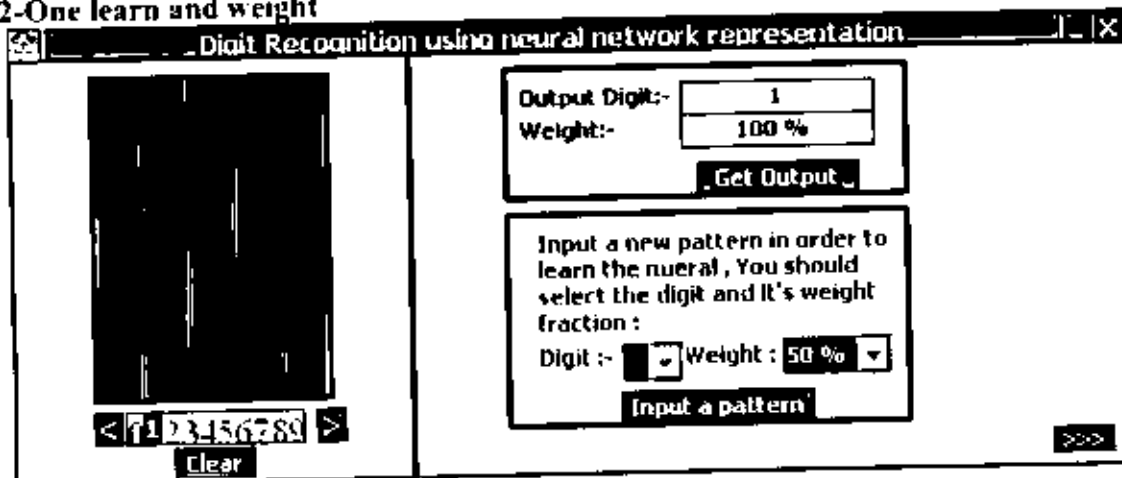 2-One learn and weight
Digit Recognition using neural network representation
Output Digit:- 1
Weight:- 100 %
Get Output
Input a new pattern in order to
learn the nueral , You should
select the digit and It's weight
fraction :
Digit :- Weight : 50 %
Input a pattern
< 1 23456789 >
Clear
>>>